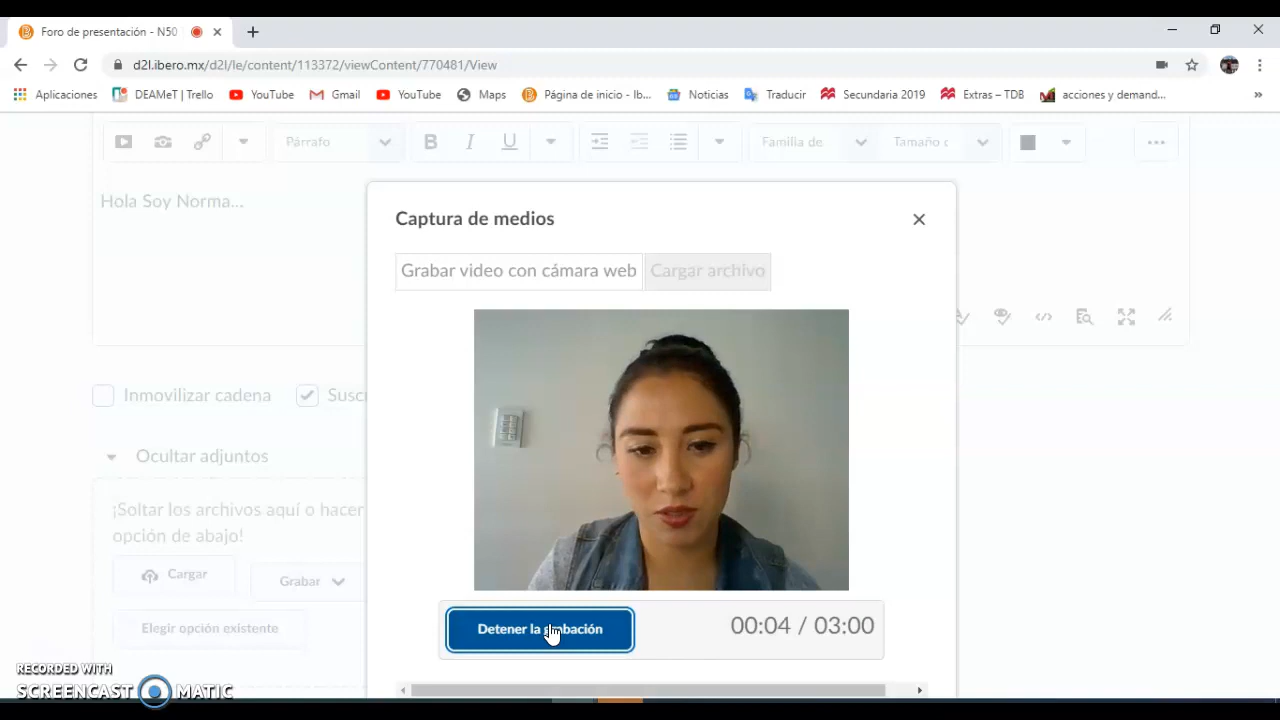 Foro de presentación - N50
d2l.ibero.mx/d2l/le/content/113372/viewContent/770481/View
Aplicaciones DEAMeT | Trello YouTube Gmail YouTube Maps Página de inicio - Ib... Noticias Traducir Secundaria 2019 Extras – TDB acciones y demand... »
Párrafo B I U Familia de Tamaño c ...
Hola Soy Norma...
Captura de medios
Grabar video con cámara web Cargar archivo
Inmovilizar cadena Suscr
Ocultar adjuntos
¡Soltar los archivos aquí o hacer
opción de abajo!
Cargar Grabar
Elegir opción existente
Detener la grabación 00:04 / 03:00
RECORDED WITH
SCREENCAST MATIC